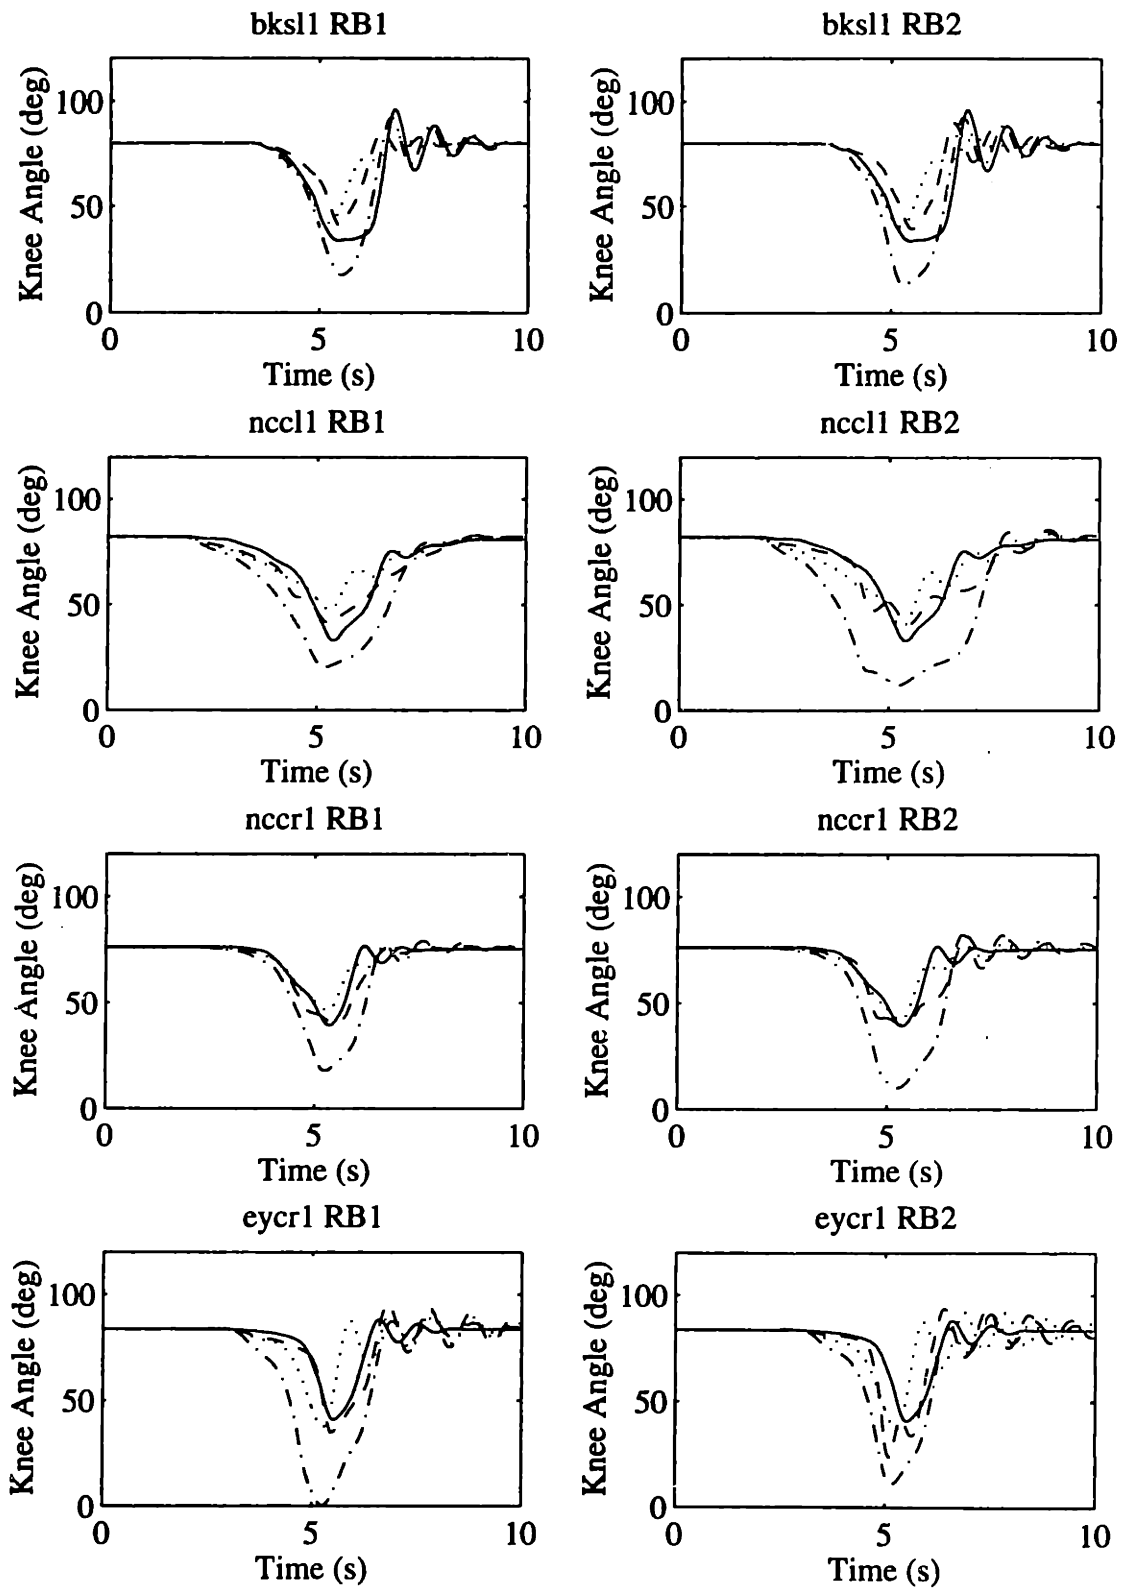 bksl1 RB1
bksl1 RB2
Knee Angle (deg)
100
50
0
0 5 10
Time (s)
Knee Angle (deg)
100
50
0
0 5 10
Time (s)
nccl1 RB1
nccl1 RB2
Knee Angle (deg)
100
50
0
0 5 10
Time (s)
Knee Angle (deg)
100
50
0
0 5 10
Time (s)
nccr1 RB1
nccr1 RB2
Knee Angle (deg)
100
50
0
0 5 10
Time (s)
Knee Angle (deg)
100
50
0
0 5 10
Time (s)
eycr1 RB1
eycr1 RB2
Knee Angle (deg)
100
50
0
0 5 10
Time (s)
Knee Angle (deg)
100
50
0
0 5 10
Time (s)